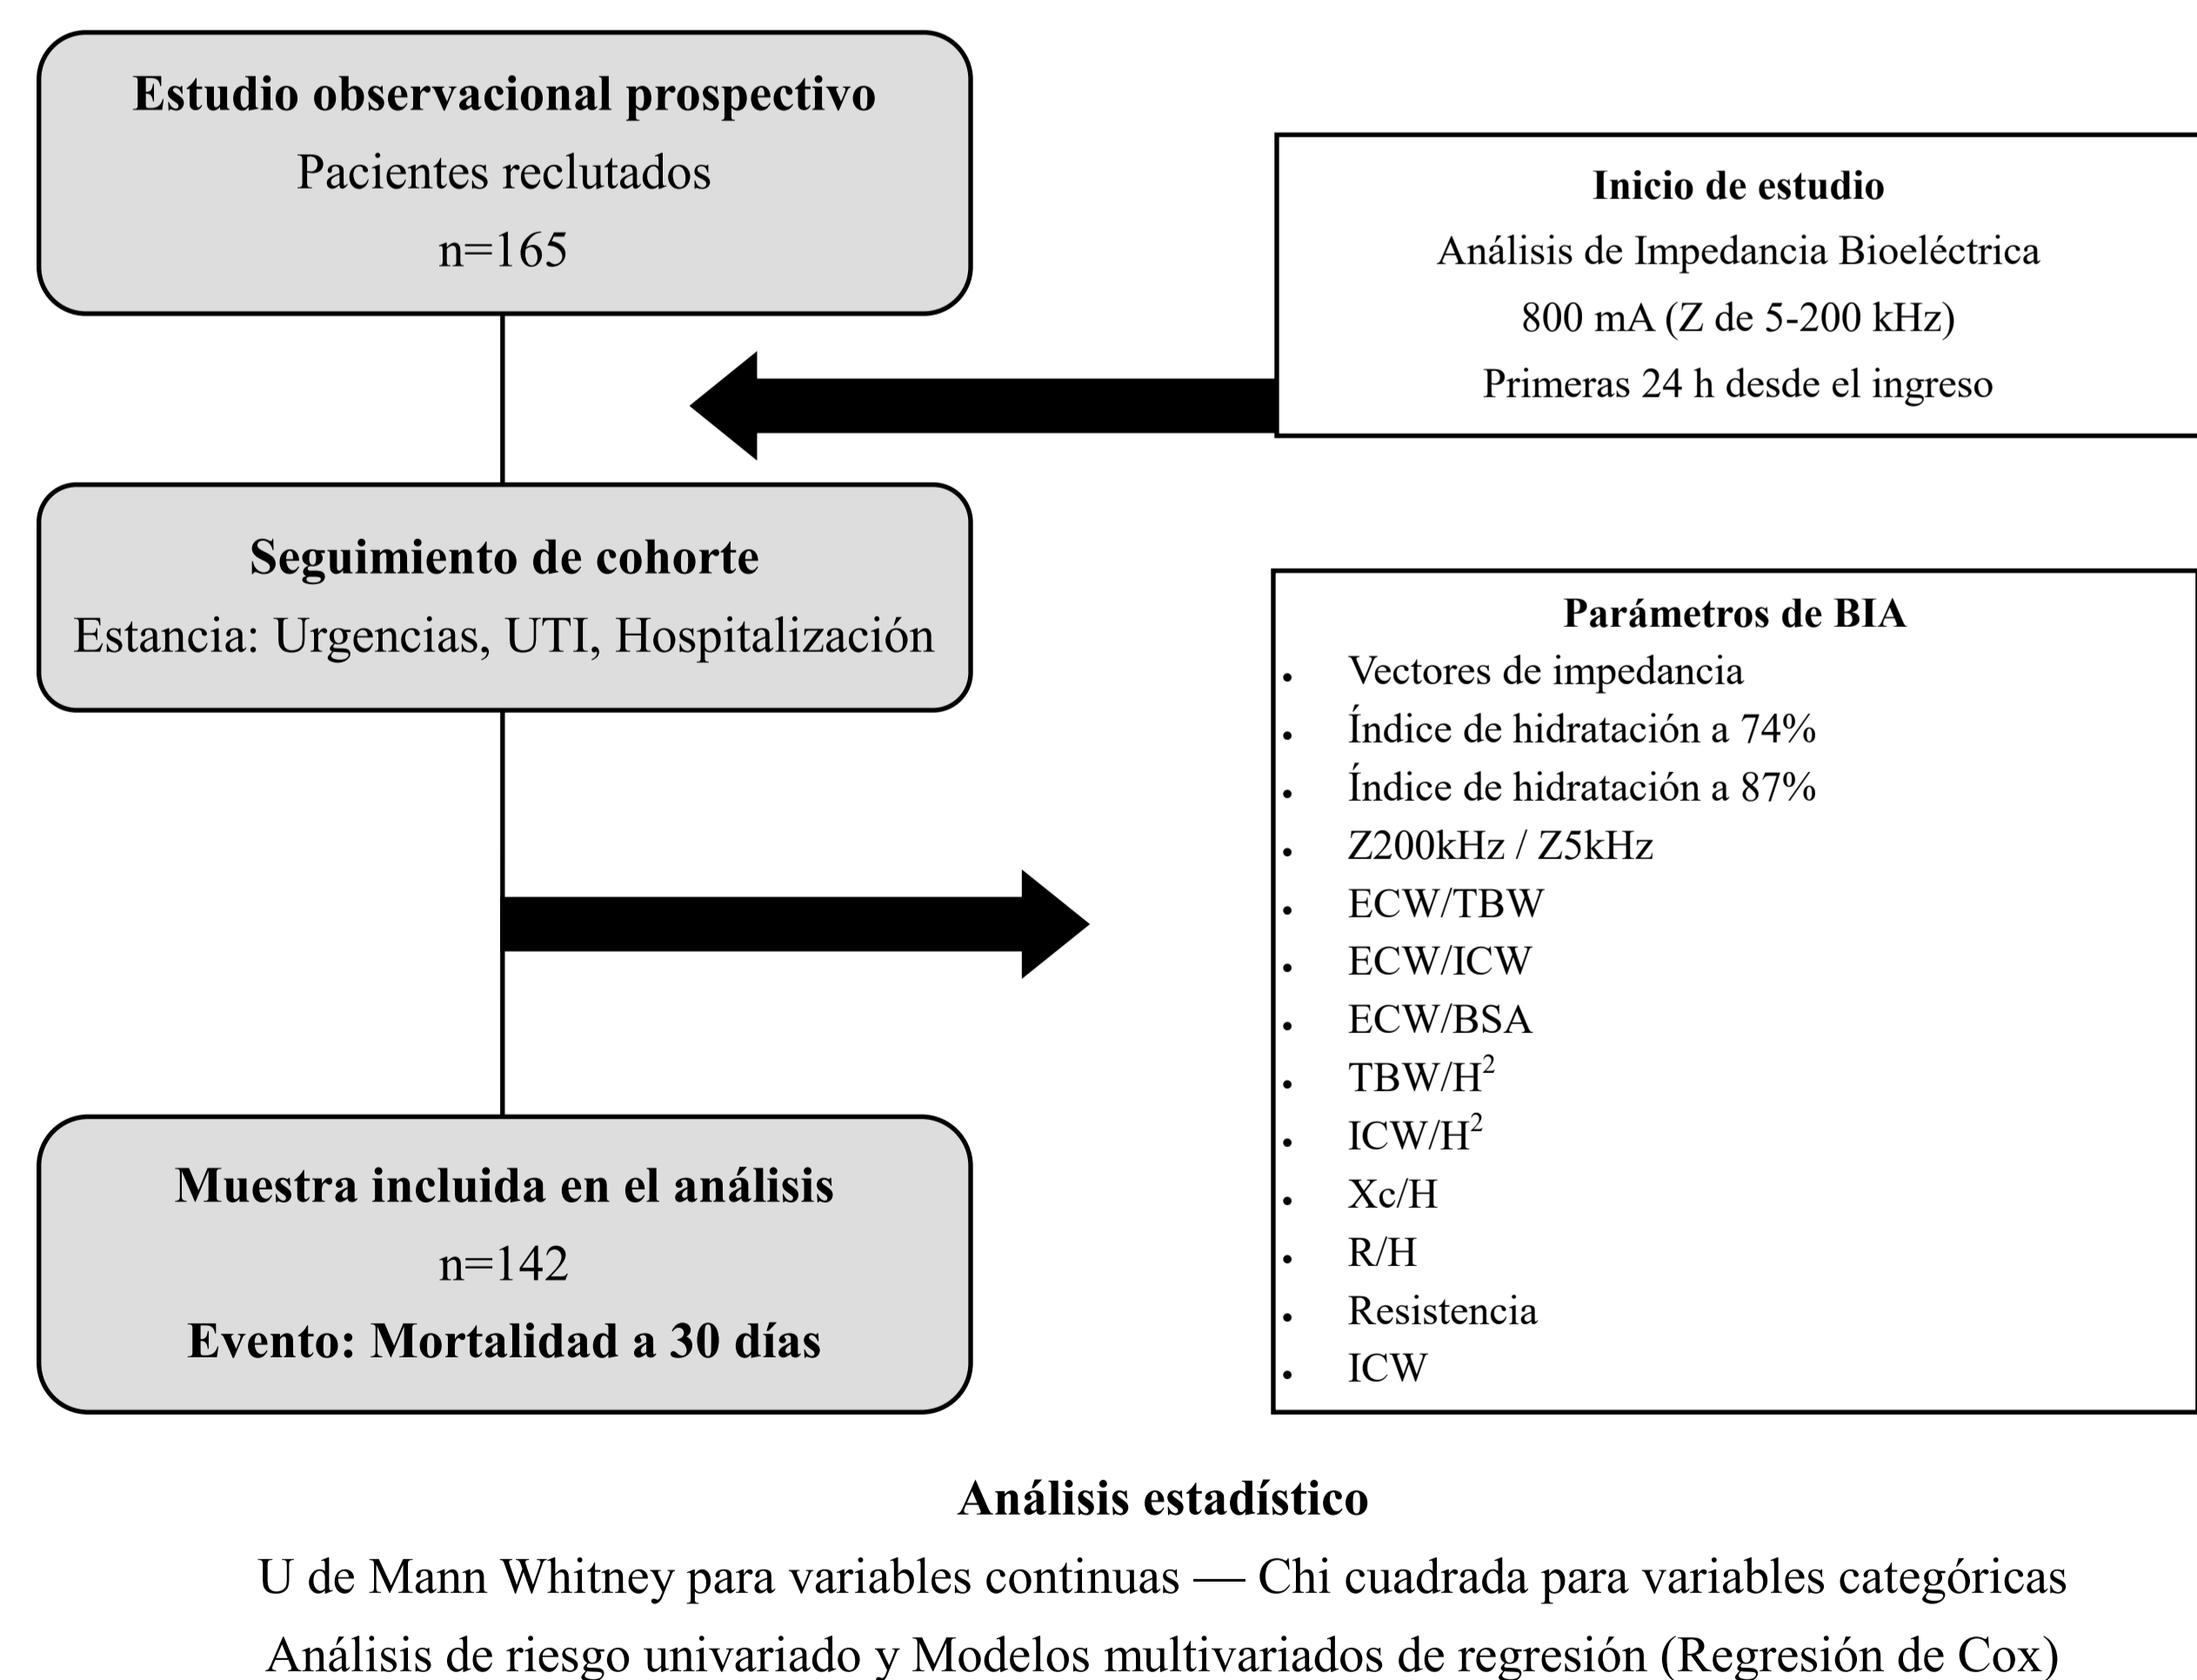 Estudio observacional prospectivo
Pacientes reclutados
n=165
Inicio de estudio
Análisis de Impedancia Bioeléctrica
800 mA (Z de 5-200 kHz)
Primeras 24 h desde el ingreso
Seguimiento de cohorte
Estancia: Urgencias, UTI, Hospitalización
Parámetros de BIA
• Vectores de impedancia
• Índice de hidratación a 74%
• Índice de hidratación a 87%
• Z200kHz / Z5kHz
• ECW/TBW
• ECW/ICW
• ECW/BSA
• TBW/H²
• ICW/H²
• Xc/H
• R/H
• Resistencia
• ICW
Muestra incluida en el análisis
n=142
Evento: Mortalidad a 30 días
Análisis estadístico
U de Mann Whitney para variables continuas — Chi cuadrada para variables categóricas
Análisis de riesgo univariado y Modelos multivariados de regresión (Regresión de Cox)